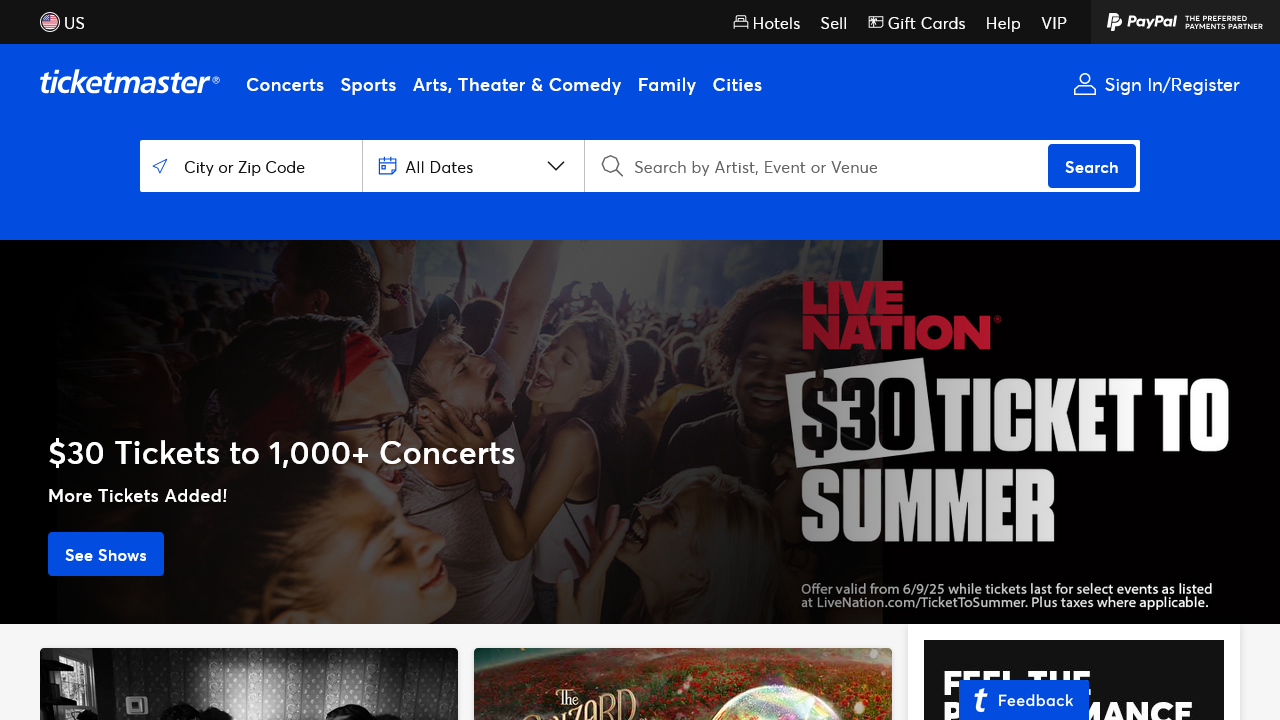 US
Hotels
Sell
Gift Cards
Help
VIP
PayPal
THE PREFERRED
PAYMENTS PARTNER
ticketmaster®
Concerts
Sports
Arts, Theater & Comedy
Family
Cities
Sign In/Register
City or Zip Code
All Dates
Search by Artist, Event or Venue
Search
LIVE
NATION®
$30 TICKET TO
SUMMER
$30 Tickets to 1,000+ Concerts
More Tickets Added!
See Shows
Offer valid from 6/9/25 while tickets last for select events as listed
at LiveNation.com/TicketToSummer. Plus taxes where applicable.
The
FEEL THE
t Feedback